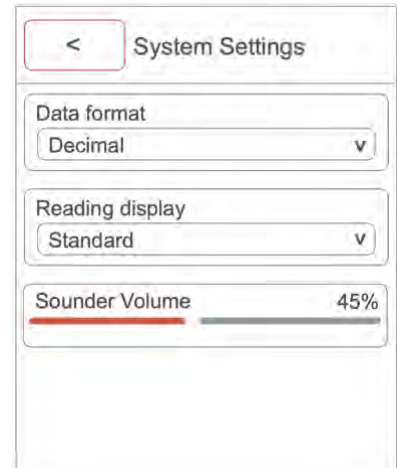 < System Settings
Data format
Decimal v
Reading display
Standard v
Sounder Volume 45%